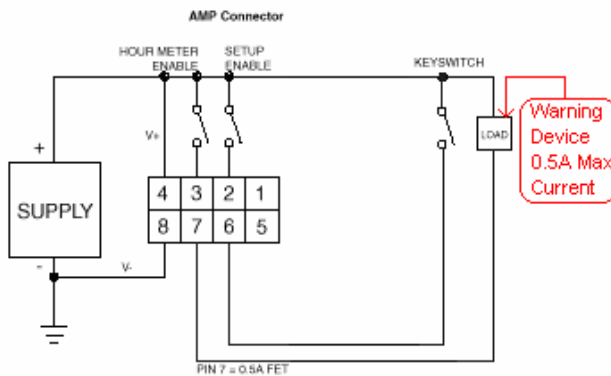 AMP Connector
HOUR METER
ENABLE
SETUP
ENABLE
KEYSWITCH
Warning
Device
0.5A Max
Current
LOAD
V+
+
SUPPLY
-
4 3 2 1
8 7 6 5
V-
PIN 7 = 0.5A FET